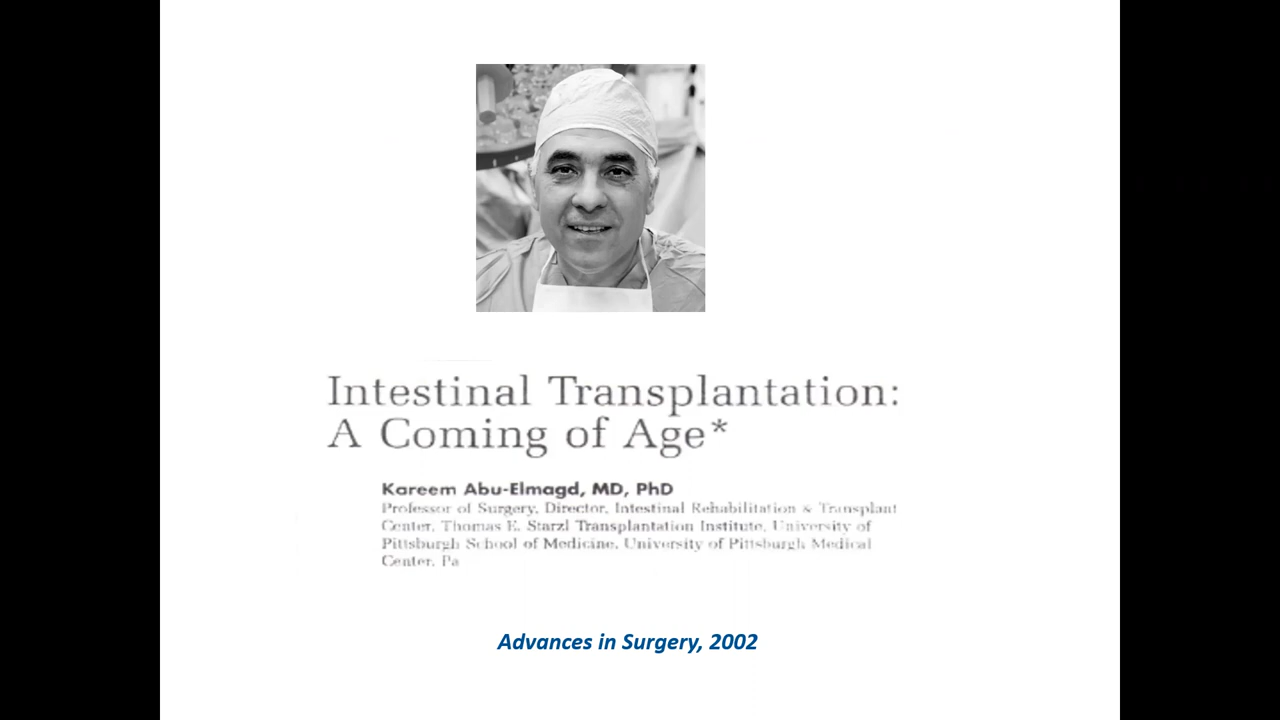 Intestinal Transplantation:
A Coming of Age*
Kareem Abu-Elmagd, MD, PhD
Professor of Surgery, Director, Intestinal Rehabilitation & Transplant
Center, Thomas E. Starzl Transplantation Institute, University of
Pittsburgh School of Medicine, University of Pittsburgh Medical
Center, Pa
Advances in Surgery, 2002